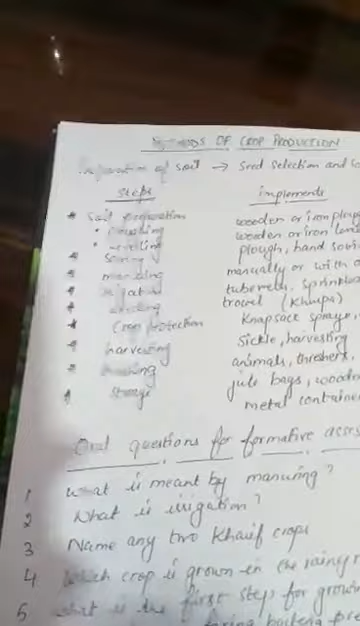 METHODS OF CROP PRODUCTION
Preparation of soil → Seed selection and
Steps
Implements
* Soil preparation
wooden or iron plough
• ploughing
wooden or iron
• levelling
plough, hand
* Sowing
manually or with
* manuring
tubewells, sprinklers
* irrigation
trowel (Khurpa)
* weeding
Knapsack sprayer,
* Crop protection
Sickle, harvesting
* harvesting
animals, threshers,
* threshing
jute bags,
* Storage
metal
Oral questions for formative
1 What is meant by manuring?
2 What is irrigation?
3 Name any two Kharif crops
4 Which crop is grown in the rainy
5 What is the first step for